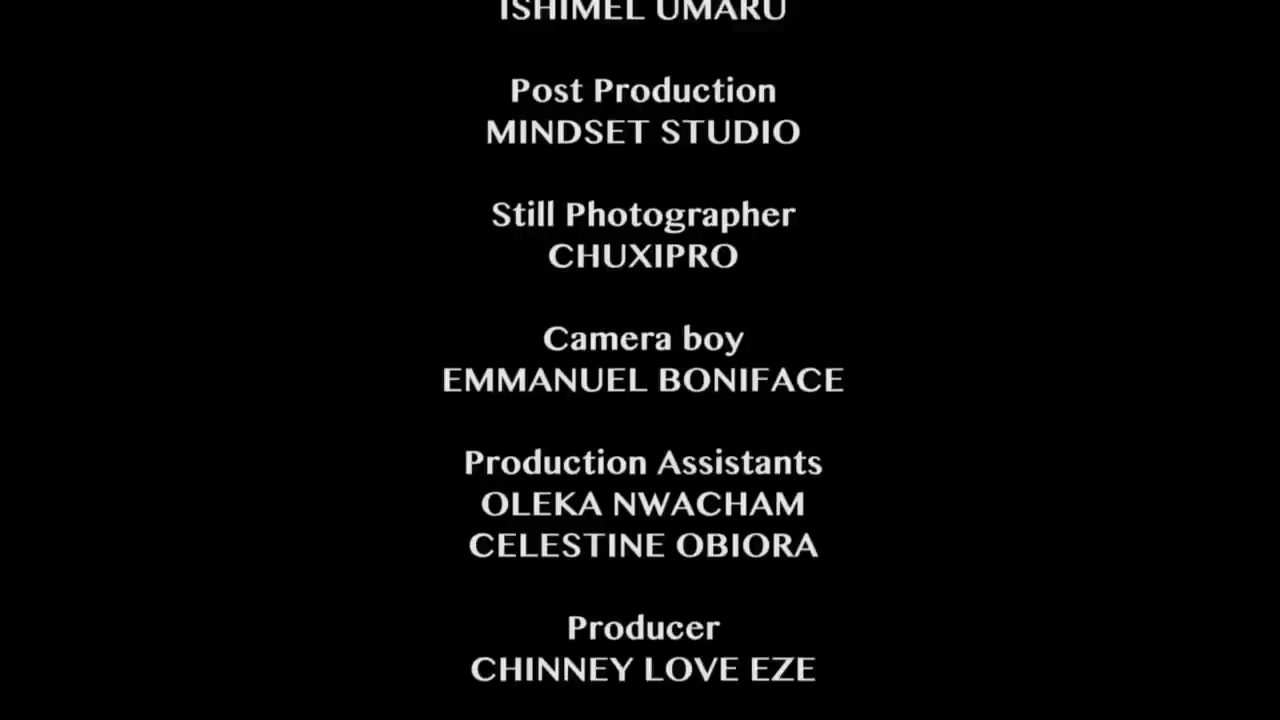 ISHIMEL UMARU
Post Production
MINDSET STUDIO
Still Photographer
CHUXIPRO
Camera boy
EMMANUEL BONIFACE
Production Assistants
OLEKA NWACHAM
CELESTINE OBIORA
Producer
CHINNEY LOVE EZE